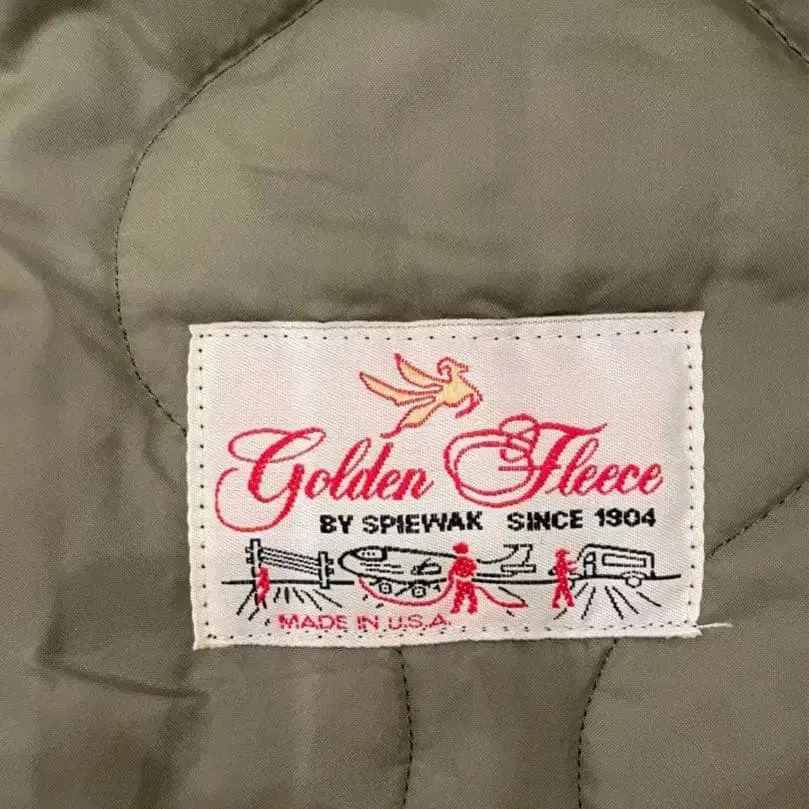 Golden Fleece
BY SPIEWAK SINCE 1904
MADE IN U.S.A.